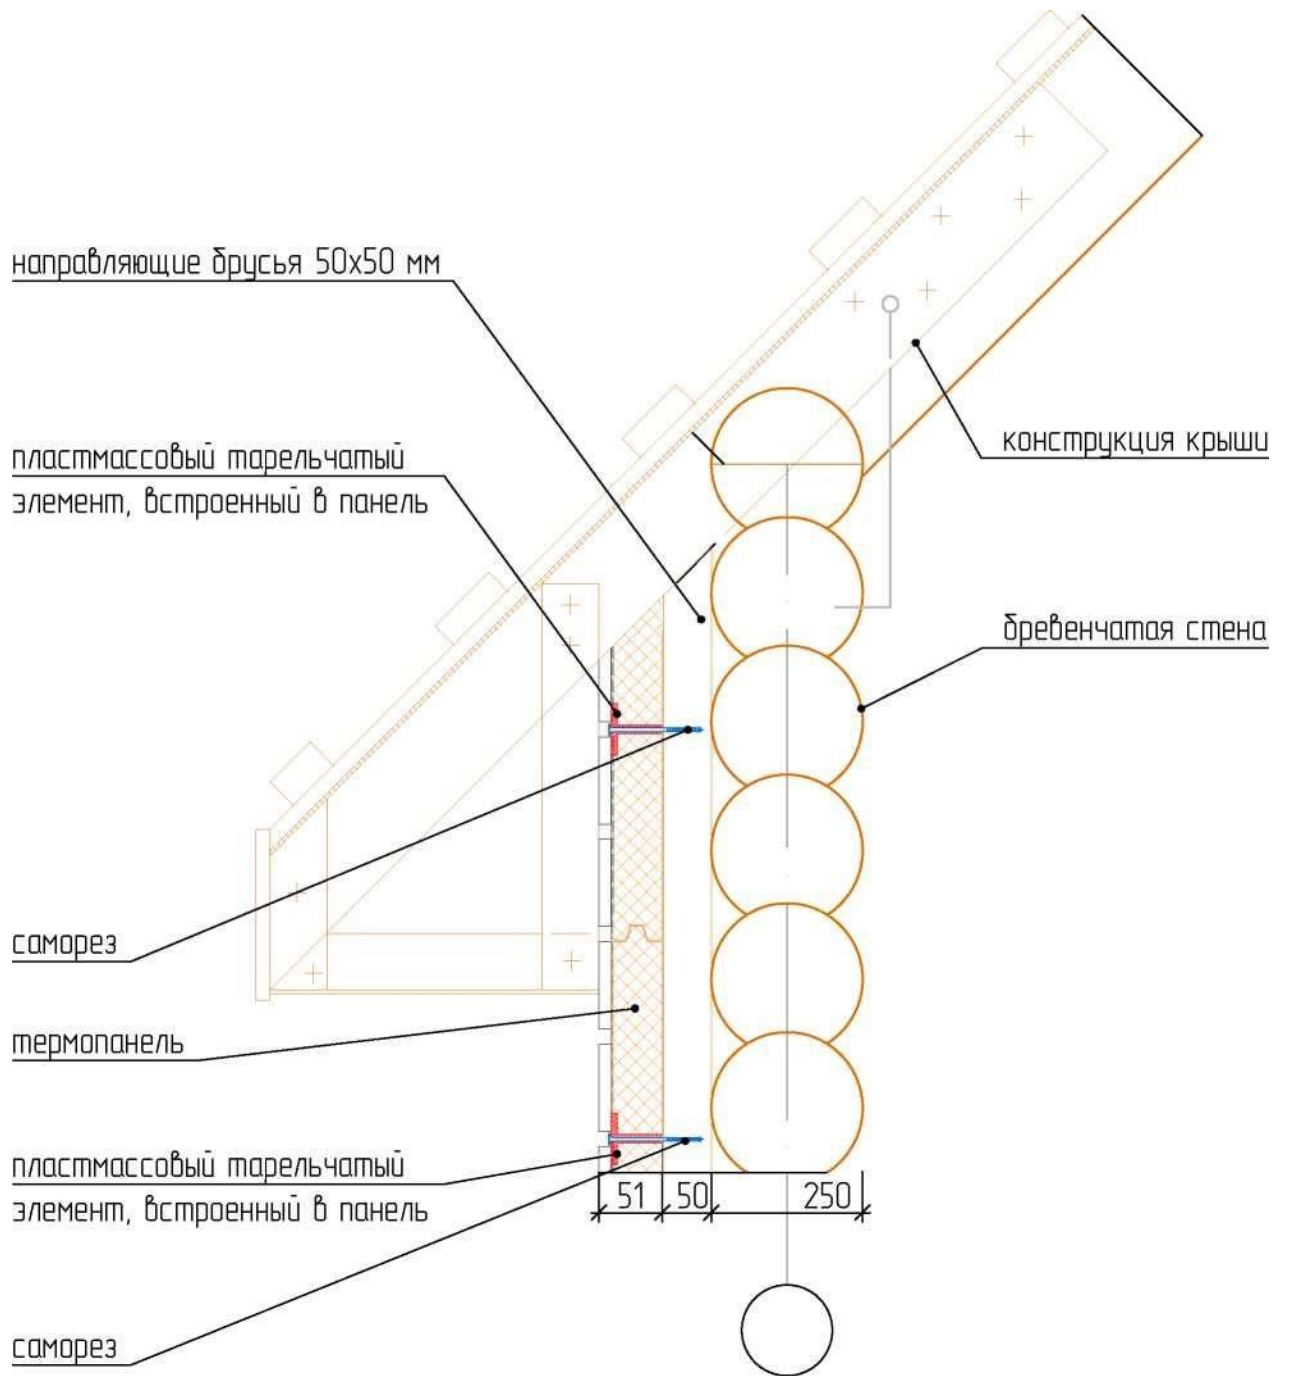 направляющие брусья 50х50 мм
пластмассовый тарельчатый
элемент, встроенный в панель
конструкция крыши
бревенчатая стена
саморез
термопанель
пластмассовый тарельчатый
элемент, встроенный в панель
51 50 250
саморез